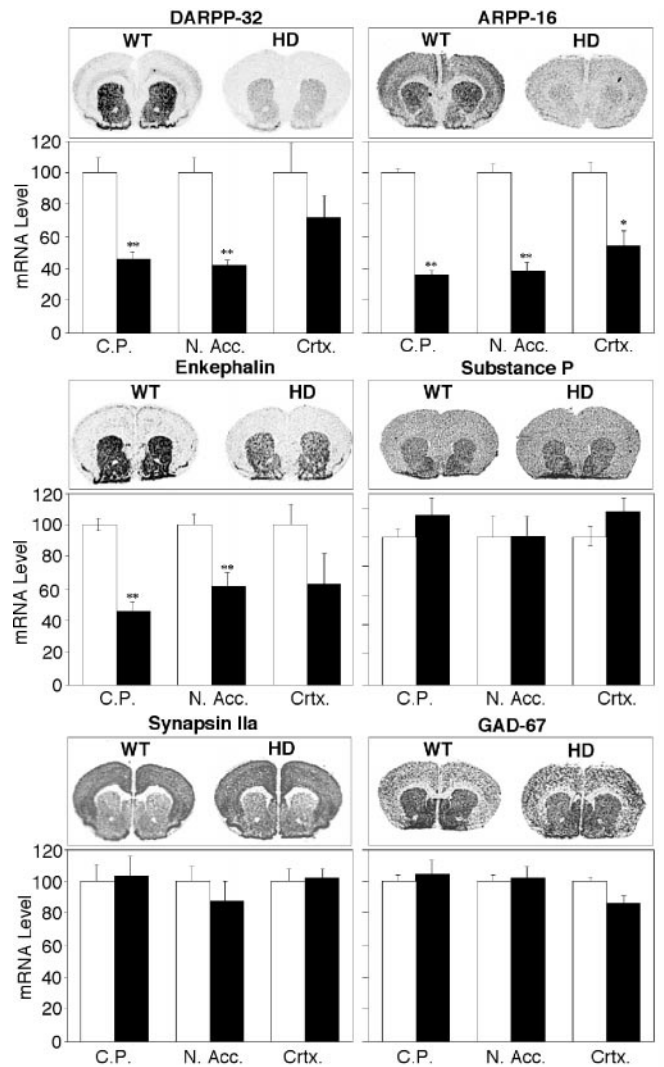 DARPP-32
ARPP-16
WT HD
WT HD
mRNA Level
120
100
80
60
40
20
0
** ** ** ** *
C.P. N. Acc. Crtx.
C.P. N. Acc. Crtx.
Enkephalin
Substance P
WT HD
WT HD
mRNA Level
120
100
80
60
40
20
0
** **
C.P. N. Acc. Crtx.
C.P. N. Acc. Crtx.
Synapsin IIa
GAD-67
WT HD
WT HD
mRNA Level
120
100
80
60
40
20
0
C.P. N. Acc. Crtx.
C.P. N. Acc. Crtx.